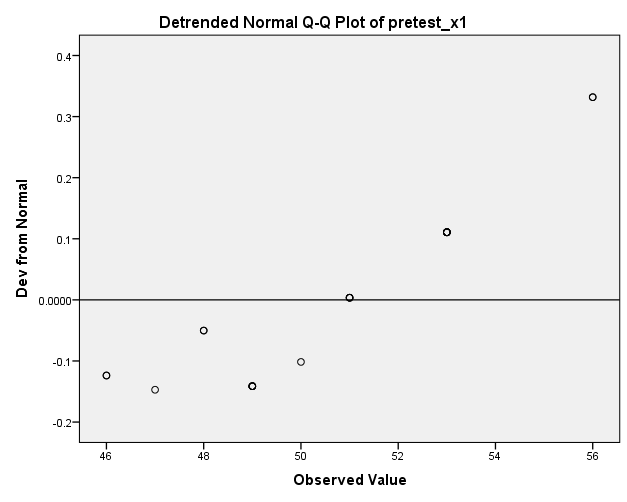 Detrended Normal Q-Q Plot of pretest_x1
0.4
0.3
0.2
0.1
0.0000
-0.1
-0.2
Dev from Normal
46 48 50 52 54 56
Observed Value